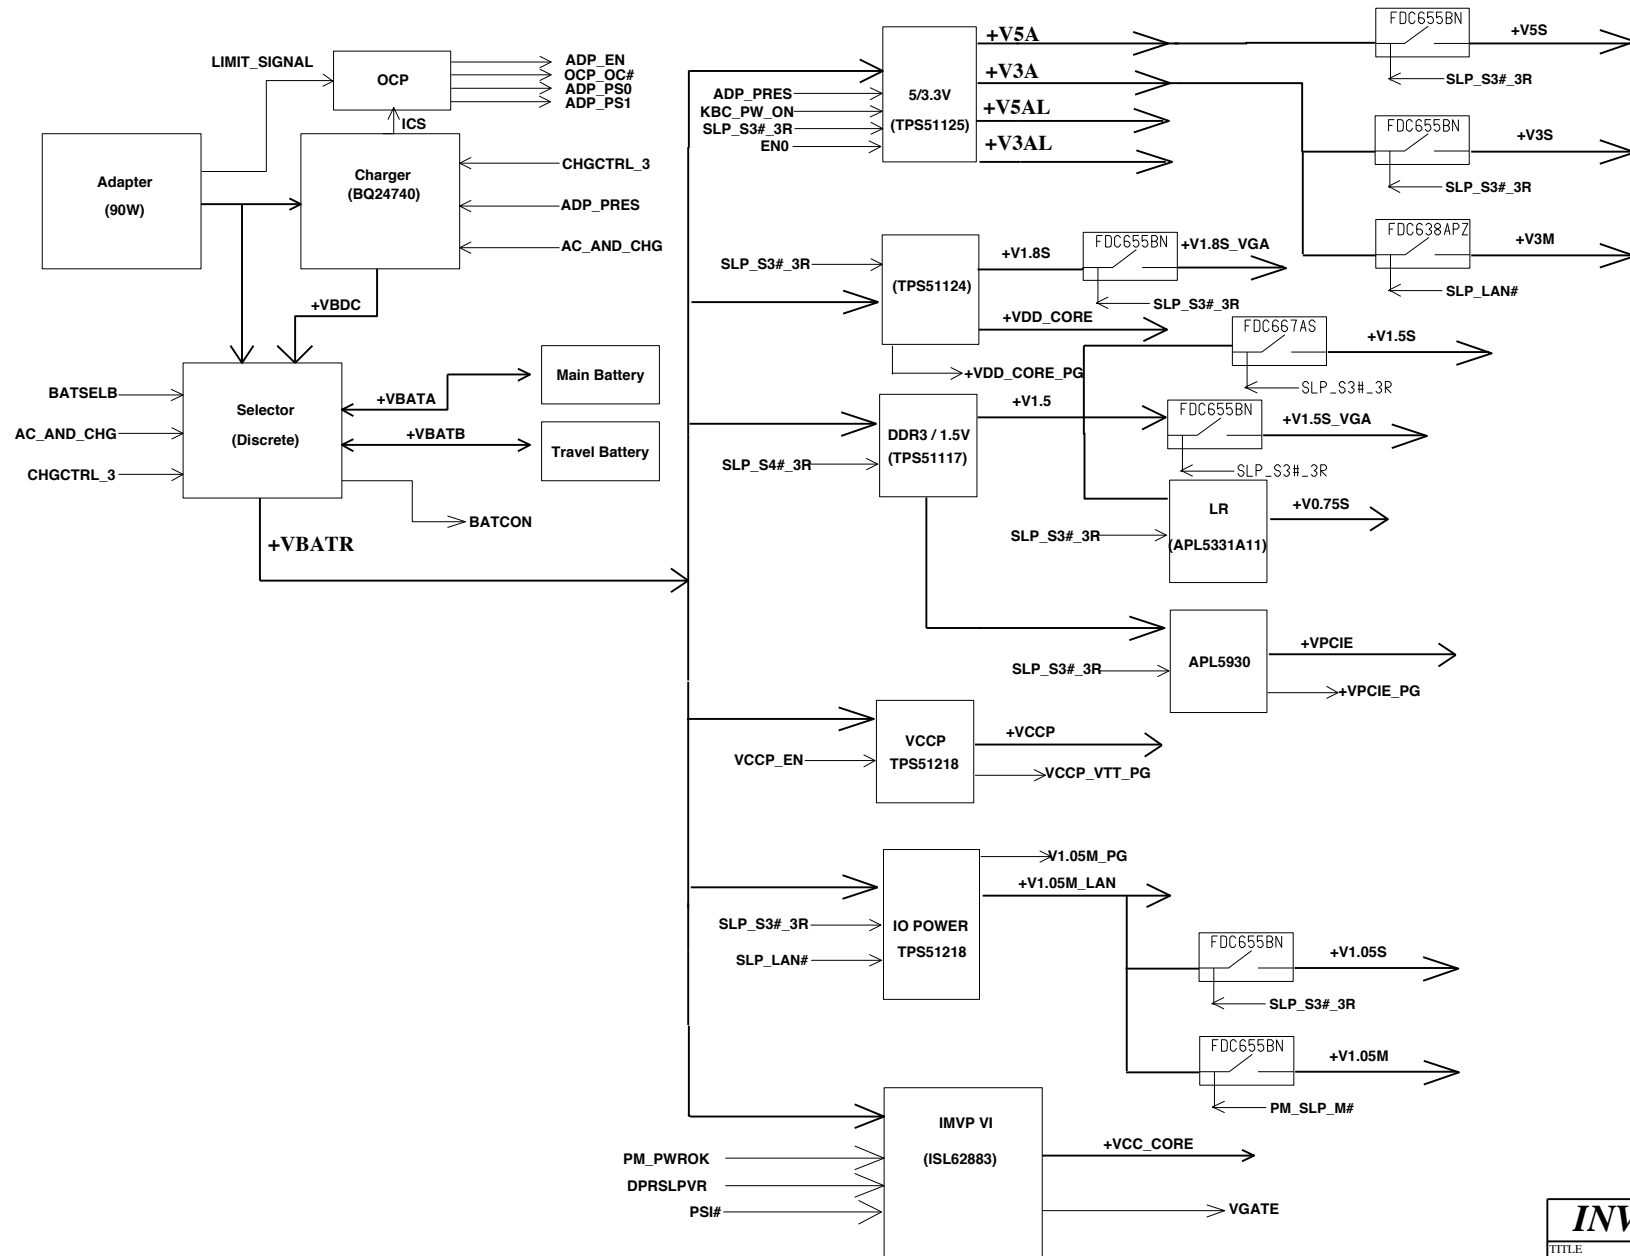 LIMIT_SIGNAL
OCP
ADP_EN
OCP_OC#
ADP_PS0
ADP_PS1
ICS
Adapter
(90W)
Charger
(BQ24740)
CHGCTRL_3
ADP_PRES
AC_AND_CHG
+VBDC
BATSELB
AC_AND_CHG
CHGCTRL_3
Selector
(Discrete)
+VBATA
+VBATB
Main Battery
Travel Battery
BATCON
+VBATR
ADP_PRES
KBC_PW_ON
SLP_S3#_3R
EN0
5/3.3V
(TPS51125)
+V5A
+V3A
+V5AL
+V3AL
FDC655BN
+V5S
SLP_S3#_3R
FDC655BN
+V3S
SLP_S3#_3R
FDC638APZ
+V3M
SLP_LAN#
SLP_S3#_3R
(TPS51124)
+V1.8S
FDC655BN
+V1.8S_VGA
SLP_S3#_3R
+VDD_CORE
+VDD_CORE_PG
FDC667AS
+V1.5S
SLP_S3#_3R
DDR3 / 1.5V
(TPS51117)
SLP_S4#_3R
+V1.5
FDC655BN
+V1.5S_VGA
SLP_S3#_3R
LR
(APL5331A11)
SLP_S3#_3R
+V0.75S
APL5930
SLP_S3#_3R
+VPCIE
+VPCIE_PG
VCCP
TPS51218
VCCP_EN
+VCCP
VCCP_VTT_PG
IO POWER
TPS51218
SLP_S3#_3R
SLP_LAN#
V1.05M_PG
+V1.05M_LAN
FDC655BN
+V1.05S
SLP_S3#_3R
FDC655BN
+V1.05M
PM_SLP_M#
IMVP VI
(ISL62883)
PM_PWROK
DPRSLPVR
PSI#
+VCC_CORE
VGATE
TITLE